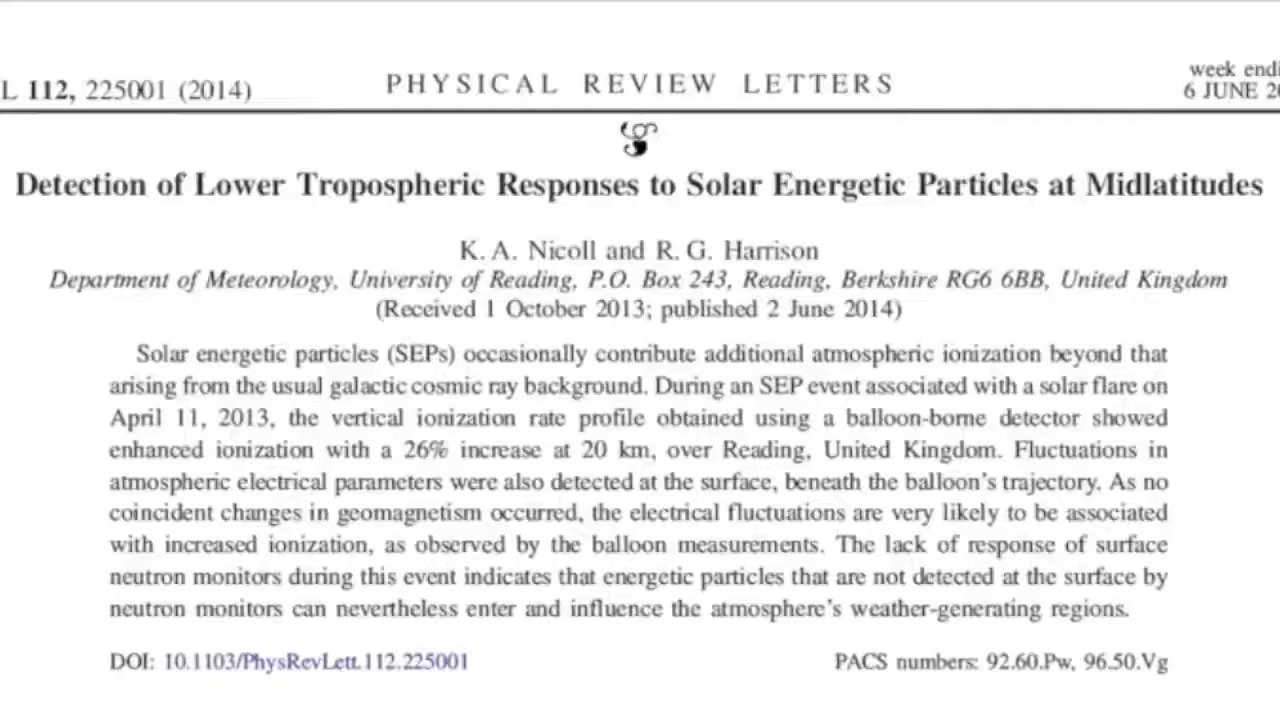 L 112, 225001 (2014)
PHYSICAL REVIEW LETTERS
week endi
6 JUNE 20
Detection of Lower Tropospheric Responses to Solar Energetic Particles at Midlatitudes
K. A. Nicoll and R. G. Harrison
Department of Meteorology, University of Reading, P.O. Box 243, Reading, Berkshire RG6 6BB, United Kingdom
(Received 1 October 2013; published 2 June 2014)
Solar energetic particles (SEPs) occasionally contribute additional atmospheric ionization beyond that
arising from the usual galactic cosmic ray background. During an SEP event associated with a solar flare on
April 11, 2013, the vertical ionization rate profile obtained using a balloon-borne detector showed
enhanced ionization with a 26% increase at 20 km, over Reading, United Kingdom. Fluctuations in
atmospheric electrical parameters were also detected at the surface, beneath the balloon's trajectory. As no
coincident changes in geomagnetism occurred, the electrical fluctuations are very likely to be associated
with increased ionization, as observed by the balloon measurements. The lack of response of surface
neutron monitors during this event indicates that energetic particles that are not detected at the surface by
neutron monitors can nevertheless enter and influence the atmosphere's weather-generating regions.
DOI: 10.1103/PhysRevLett.112.225001
PACS numbers: 92.60.Pw, 96.50.Vg